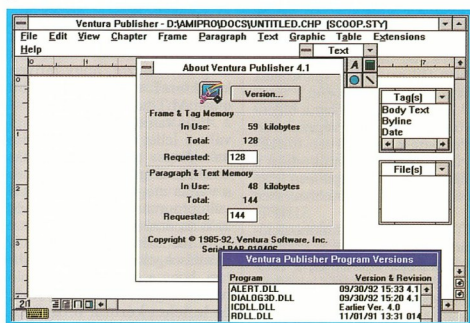 Ventura Publisher - D:\AMIPRO\DOCS\UNTITLED.CHP [SCOOP.STY]
File Edit View Chapter Frame Paragraph Text Graphic Table Extensions
Help
Text
About Ventura Publisher 4.1
Version...
Frame & Tag Memory
In Use: 59 kilobytes
Total: 128
Requested: 128
Paragraph & Text Memory
In Use: 48 kilobytes
Total: 144
Requested: 144
Copyright © 1985-92, Ventura Software, Inc.
Tag(s)
Body Text
Byline
Date
File(s)
Ventura Publisher Program Versions
Program Version & Revision
ALERT.DLL 09/30/92 15:33 4.1
DIALOG3D.DLL 09/30/92 15:20 4.1
ICDLL.DLL Earlier Ver. 4.0
RDLL.DLL 11/01/91 13:31 014